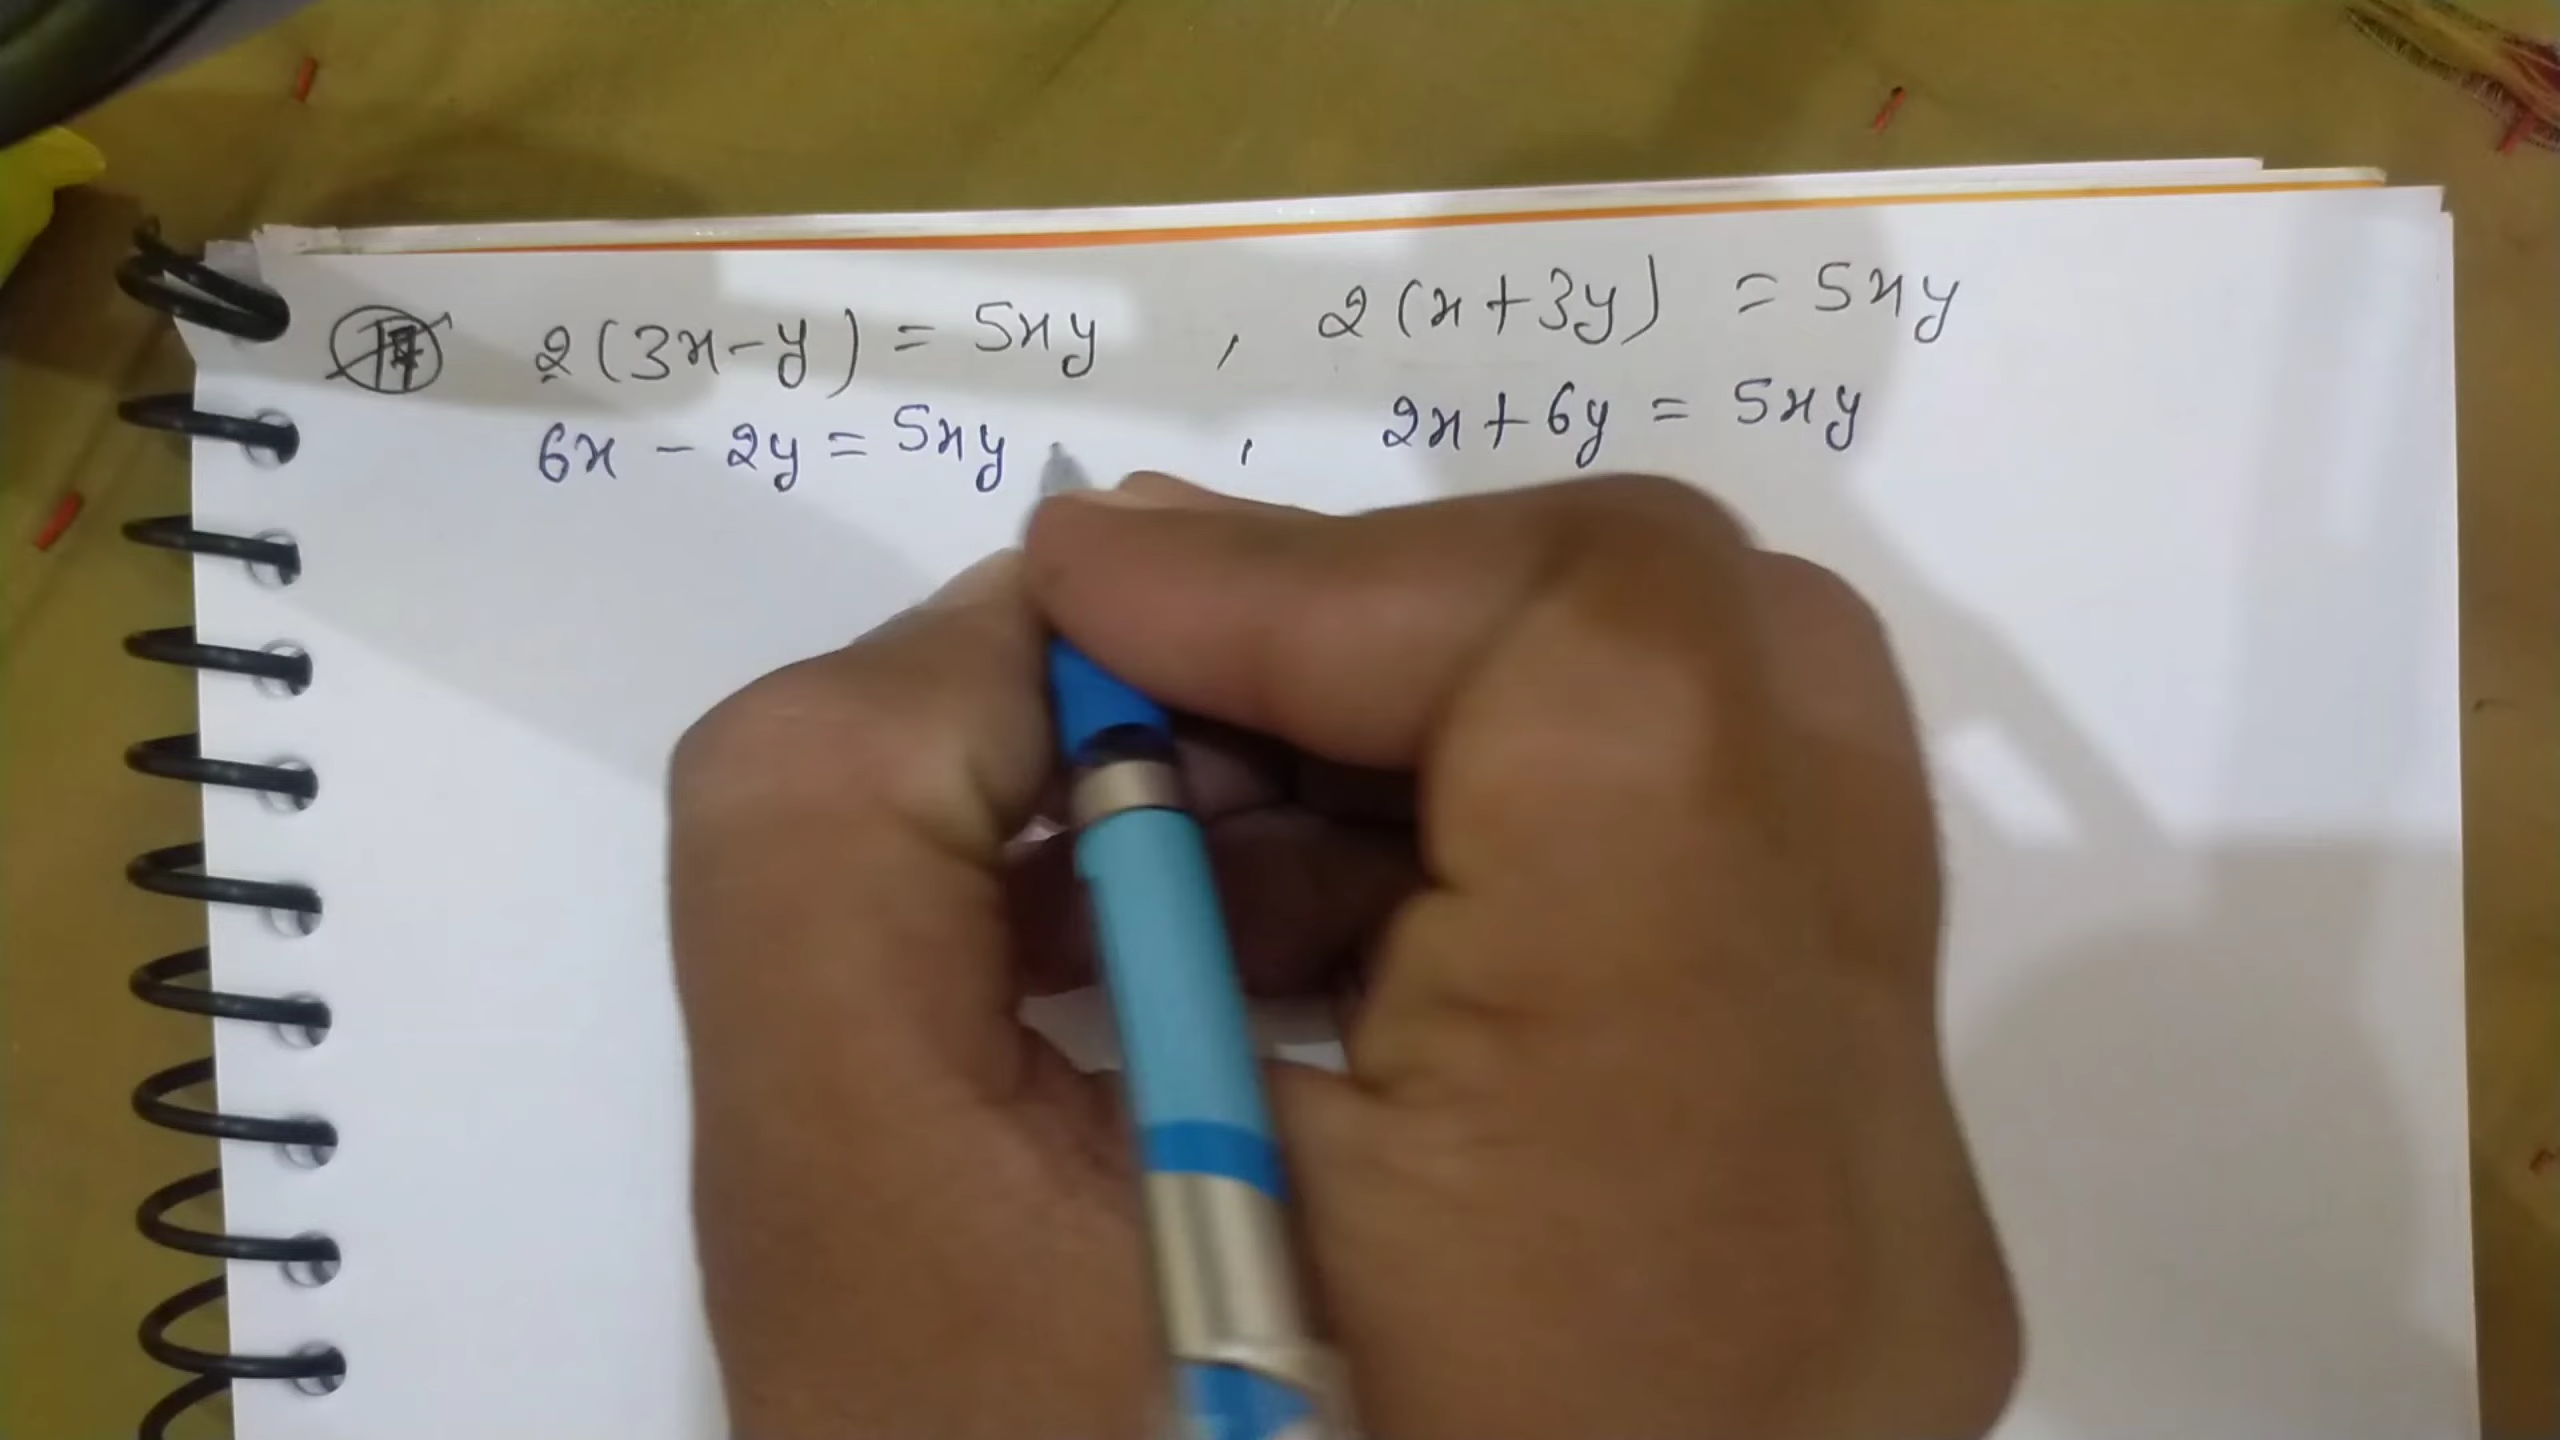 2(3x-y) = 5xy , 2(x+3y) = 5xy
6x - 2y = 5xy , 2x+6y = 5xy